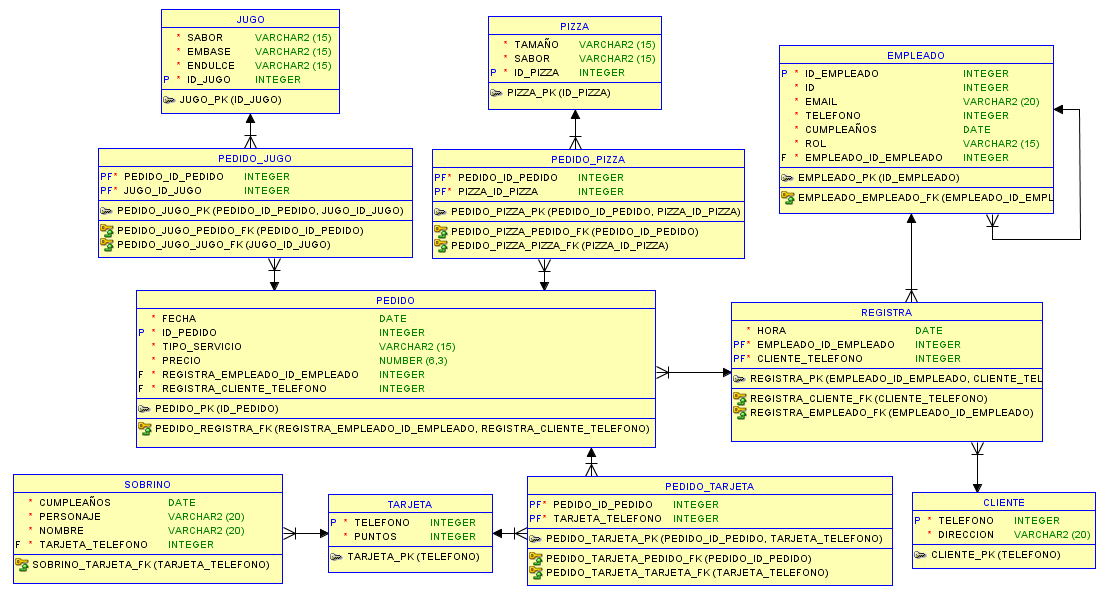 JUGO
* SABOR VARCHAR2 (15)
* EMBASE VARCHAR2 (15)
* ENDULCE VARCHAR2 (15)
P * ID_JUGO INTEGER
JUGO_PK (ID_JUGO)
PIZZA
* TAMAÑO VARCHAR2 (15)
* SABOR VARCHAR2 (15)
P * ID_PIZZA INTEGER
PIZZA_PK (ID_PIZZA)
EMPLEADO
P * ID_EMPLEADO INTEGER
* ID INTEGER
* EMAIL VARCHAR2 (20)
* TELEFONO INTEGER
* CUMPLEAÑOS DATE
* ROL VARCHAR2 (15)
F * EMPLEADO_ID_EMPLEADO INTEGER
EMPLEADO_PK (ID_EMPLEADO)
EMPLEADO_EMPLEADO_FK (EMPLEADO_ID_EMPL
PEDIDO_JUGO
PF* PEDIDO_ID_PEDIDO INTEGER
PF* JUGO_ID_JUGO INTEGER
PEDIDO_JUGO_PK (PEDIDO_ID_PEDIDO, JUGO_ID_JUGO)
PEDIDO_JUGO_PEDIDO_FK (PEDIDO_ID_PEDIDO)
PEDIDO_JUGO_JUGO_FK (JUGO_ID_JUGO)
PEDIDO_PIZZA
PF* PEDIDO_ID_PEDIDO INTEGER
PF* PIZZA_ID_PIZZA INTEGER
PEDIDO_PIZZA_PK (PEDIDO_ID_PEDIDO, PIZZA_ID_PIZZA)
PEDIDO_PIZZA_PEDIDO_FK (PEDIDO_ID_PEDIDO)
PEDIDO_PIZZA_PIZZA_FK (PIZZA_ID_PIZZA)
PEDIDO
* FECHA DATE
P * ID_PEDIDO INTEGER
* TIPO_SERVICIO VARCHAR2 (15)
* PRECIO NUMBER (6,3)
F * REGISTRA_EMPLEADO_ID_EMPLEADO INTEGER
F * REGISTRA_CLIENTE_TELEFONO INTEGER
PEDIDO_PK (ID_PEDIDO)
PEDIDO_REGISTRA_FK (REGISTRA_EMPLEADO_ID_EMPLEADO, REGISTRA_CLIENTE_TELEFONO)
REGISTRA
* HORA DATE
PF* EMPLEADO_ID_EMPLEADO INTEGER
PF* CLIENTE_TELEFONO INTEGER
REGISTRA_PK (EMPLEADO_ID_EMPLEADO, CLIENTE_TEL
REGISTRA_CLIENTE_FK (CLIENTE_TELEFONO)
REGISTRA_EMPLEADO_FK (EMPLEADO_ID_EMPLEADO)
SOBRINO
* CUMPLEAÑOS DATE
* PERSONAJE VARCHAR2 (20)
* NOMBRE VARCHAR2 (20)
F * TARJETA_TELEFONO INTEGER
SOBRINO_TARJETA_FK (TARJETA_TELEFONO)
TARJETA
P * TELEFONO INTEGER
* PUNTOS INTEGER
TARJETA_PK (TELEFONO)
PEDIDO_TARJETA
PF* PEDIDO_ID_PEDIDO INTEGER
PF* TARJETA_TELEFONO INTEGER
PEDIDO_TARJETA_PK (PEDIDO_ID_PEDIDO, TARJETA_TELEFONO)
PEDIDO_TARJETA_PEDIDO_FK (PEDIDO_ID_PEDIDO)
PEDIDO_TARJETA_TARJETA_FK (TARJETA_TELEFONO)
CLIENTE
P * TELEFONO INTEGER
* DIRECCION VARCHAR2 (20)
CLIENTE_PK (TELEFONO)